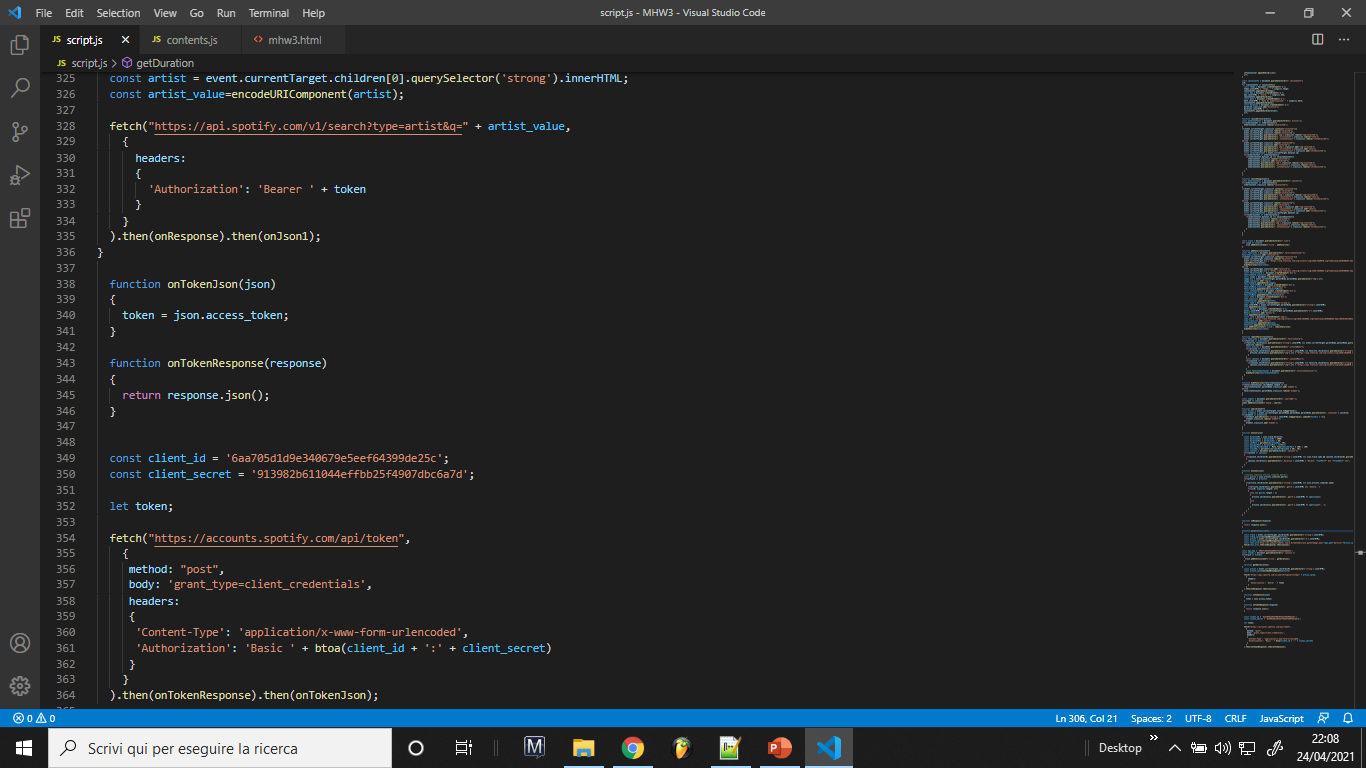 File Edit Selection View Go Run Terminal Help script.js - MHW3 - Visual Studio Code
JS script.js JS contents.js <> mhw3.html
JS script.js > getDuration
325 const artist = event.currentTarget.children[0].querySelector('strong').innerHTML;
326 const artist_value=encodeURIComponent(artist);
327
328 fetch("https://api.spotify.com/v1/search?type=artist&q=" + artist_value,
329 {
330 headers:
331 {
332 'Authorization': 'Bearer ' + token
333 }
334 }
335 ).then(onResponse).then(onJson1);
336 }
337
338 function onTokenJson(json)
339 {
340 token = json.access_token;
341 }
342
343 function onTokenResponse(response)
344 {
345 return response.json();
346 }
347
348
349 const client_id = '6aa705d1d9e340679e5eef64399de25c';
350 const client_secret = '913982b611044effbb25f4907dbc6a7d';
351
352 let token;
353
354 fetch("https://accounts.spotify.com/api/token",
355 {
356 method: "post",
357 body: 'grant_type=client_credentials',
358 headers:
359 {
360 'Content-Type': 'application/x-www-form-urlencoded',
361 'Authorization': 'Basic ' + btoa(client_id + ':' + client_secret)
362 }
363 }
364 ).then(onTokenResponse).then(onTokenJson);
0 0 Ln 306, Col 21 Spaces: 2 UTF-8 CRLF JavaScript
Scrivi qui per eseguire la ricerca Desktop 22:08
24/04/2021